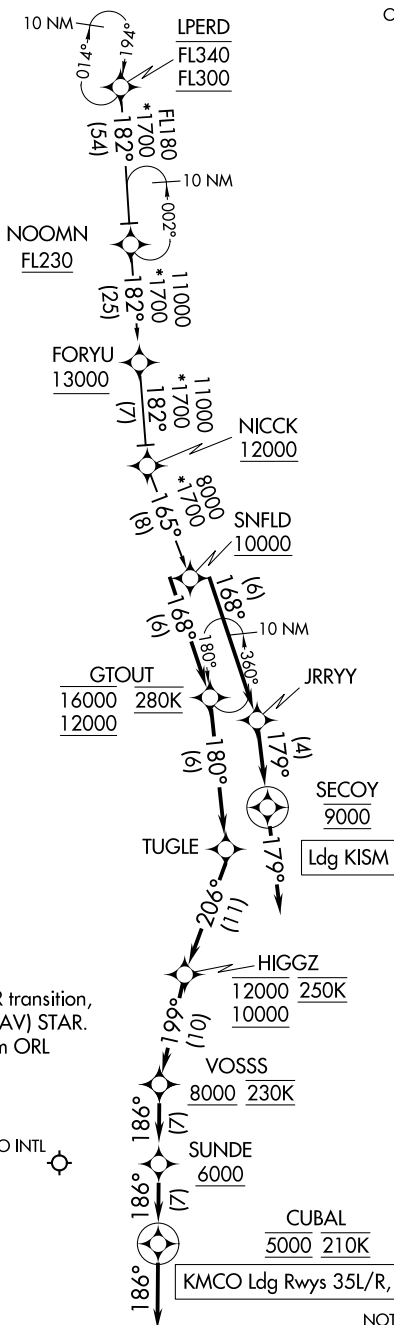 10 NM
014°
194°
LPERD
FL340
FL300
FL180
*1700
182°
(54)
10 NM
002°
NOOMN
FL230
11000
*1700
182°
(25)
FORYU
13000
11000
*1700
182°
(7)
NICCK
12000
8000
*1700
165°
(8)
SNFLD
10000
168°
(6)
168°
(6)
10 NM
180°
360°
GTOUT
16000 280K
12000
JRRYY
180°
(6)
179°
(4)
SECOY
9000
179°
Ldg KISM
TUGLE
206°
(11)
HIGGZ
12000 250K
10000
R transition,
AV) STAR.
m ORL
199°
(10)
VOSSS
8000 230K
186°
(7)
O INTL
SUNDE
6000
186°
(7)
CUBAL
5000 210K
186°
KMCO Ldg Rwys 35L/R,
NOT